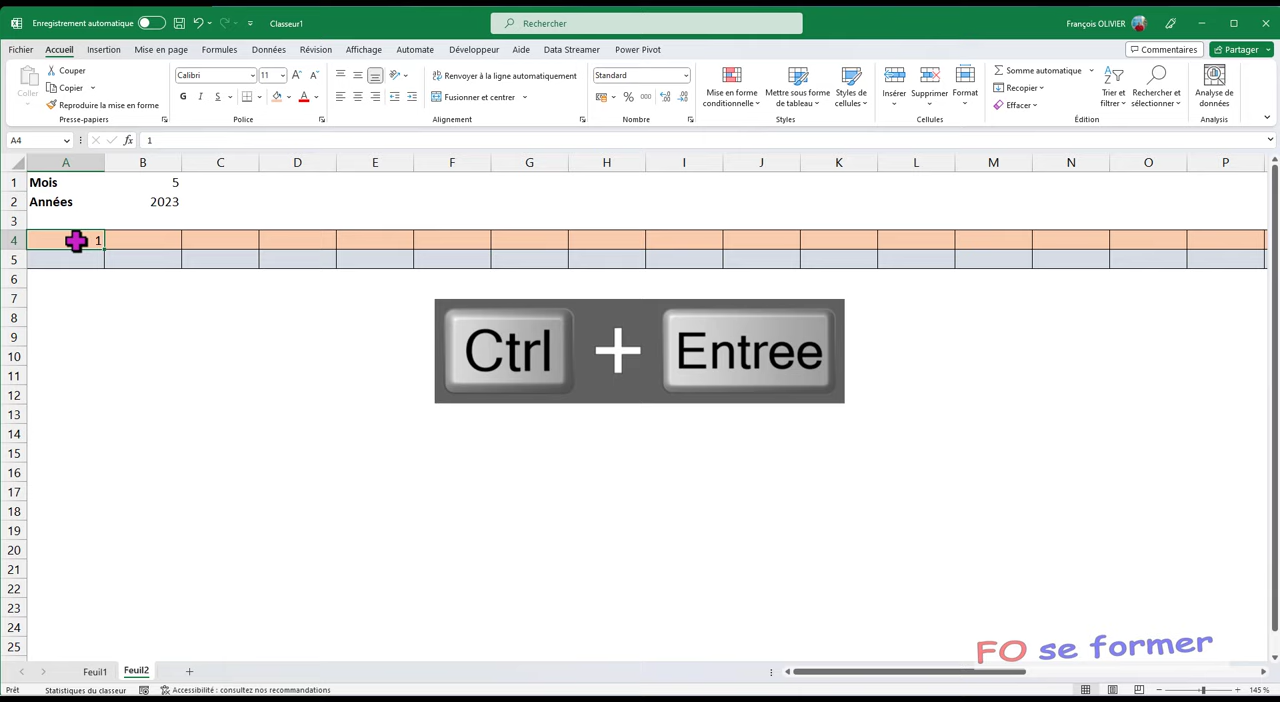 Enregistrement automatique
Classeur1
Rechercher
François OLIVIER
Fichier Accueil Insertion Mise en page Formules Données Révision Affichage Automate Développeur Aide Data Streamer Power Pivot
Commentaires Partager
Coller
Couper
Copier
Reproduire la mise en forme
Presse-papiers
Calibri 11
G I S
Police
Renvoyer à la ligne automatiquement
Fusionner et centrer
Alignement
Standard
% 000
Nombre
Mise en forme conditionnelle
Mettre sous forme de tableau
Styles de cellules
Styles
Insérer Supprimer Format
Cellules
Somme automatique
Recopier
Effacer
Trier et filtrer
Rechercher et sélectionner
Édition
Analyse de données
Analysis
A4 fx 1
A B C D E F G H I J K L M N O P
1 Mois 5
2 Années 2023
3
4 1
5
6
7
8
9
10
11
12
13
14
15
16
17
18
19
20
21
22
23
24
25
Ctrl + Entree
FO se former
Feuil1 Feuil2
Prêt Statistiques du classeur Accessibilité : consultez nos recommandations 145 %